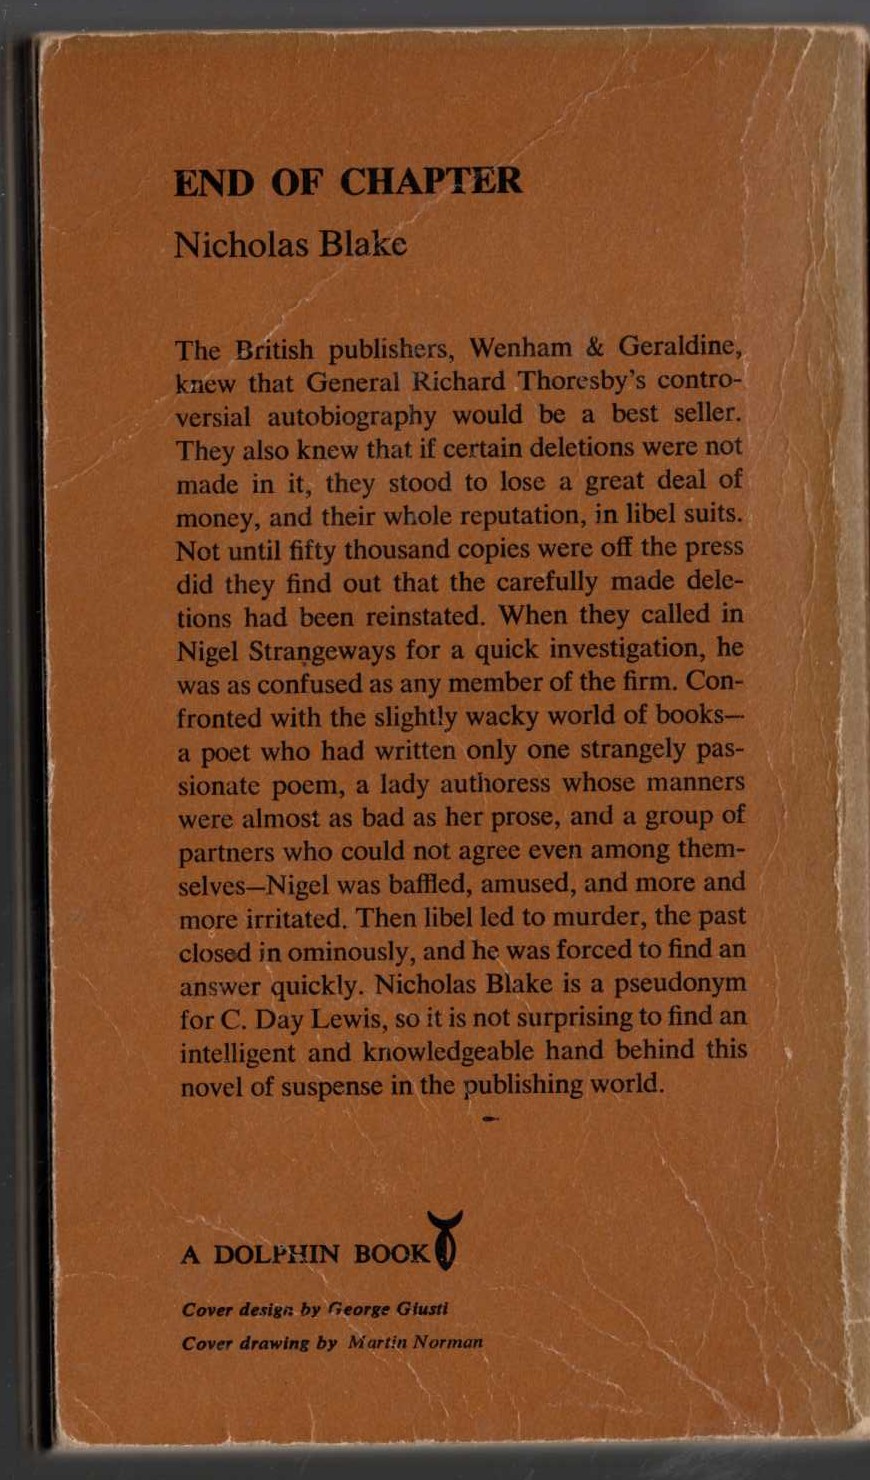 END OF CHAPTER
Nicholas Blake
The British publishers, Wenham & Geraldine,
knew that General Richard Thoresby's contro-
versial autobiography would be a best seller.
They also knew that if certain deletions were not
made in it, they stood to lose a great deal of
money, and their whole reputation, in libel suits.
Not until fifty thousand copies were off the press
did they find out that the carefully made dele-
tions had been reinstated. When they called in
Nigel Strangeways for a quick investigation, he
was as confused as any member of the firm. Con-
fronted with the slightly wacky world of books—
a poet who had written only one strangely pas-
sionate poem, a lady authoress whose manners
were almost as bad as her prose, and a group of
partners who could not agree even among them-
selves—Nigel was baffled, amused, and more and
more irritated. Then libel led to murder, the past
closed in ominously, and he was forced to find an
answer quickly. Nicholas Blake is a pseudonym
for C. Day Lewis, so it is not surprising to find an
intelligent and knowledgeable hand behind this
novel of suspense in the publishing world.
A DOLPHIN BOOK
Cover design by George Giusti
Cover drawing by Martin Norman